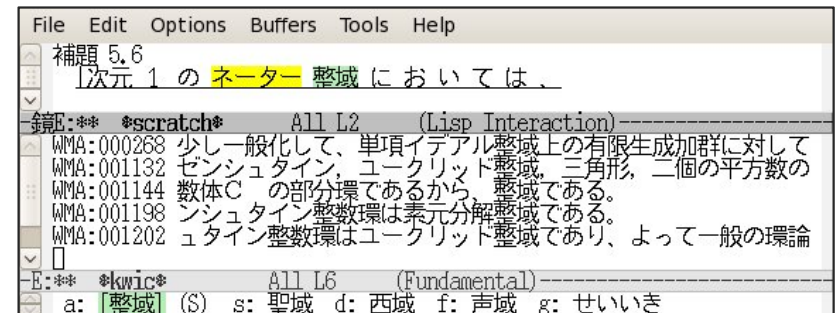 File Edit Options Buffers Tools Help
補題 5.6
|次元 1 の ネーター 整域 に お い て は 、
-鏡E:** *scratch* All L2 (Lisp Interaction)--------------------
WMA:000268 少し一般化して、単項イデアル整域上の有限生成加群に対して
WMA:001132 ゼンシュタイン, ユークリッド整域, 三角形, 二個の平方数の
WMA:001144 数体C の部分環であるから, 整域である。
WMA:001198 ンシュタイン整数環は素元分解整域である。
WMA:001202 ュタイン整数環はユークリッド整域であり、よって一般の環論
-E:** *kwic* All L6 (Fundamental)---------------------------
a: [整域] (S) s: 聖域 d: 西域 f: 声域 g: せいいき